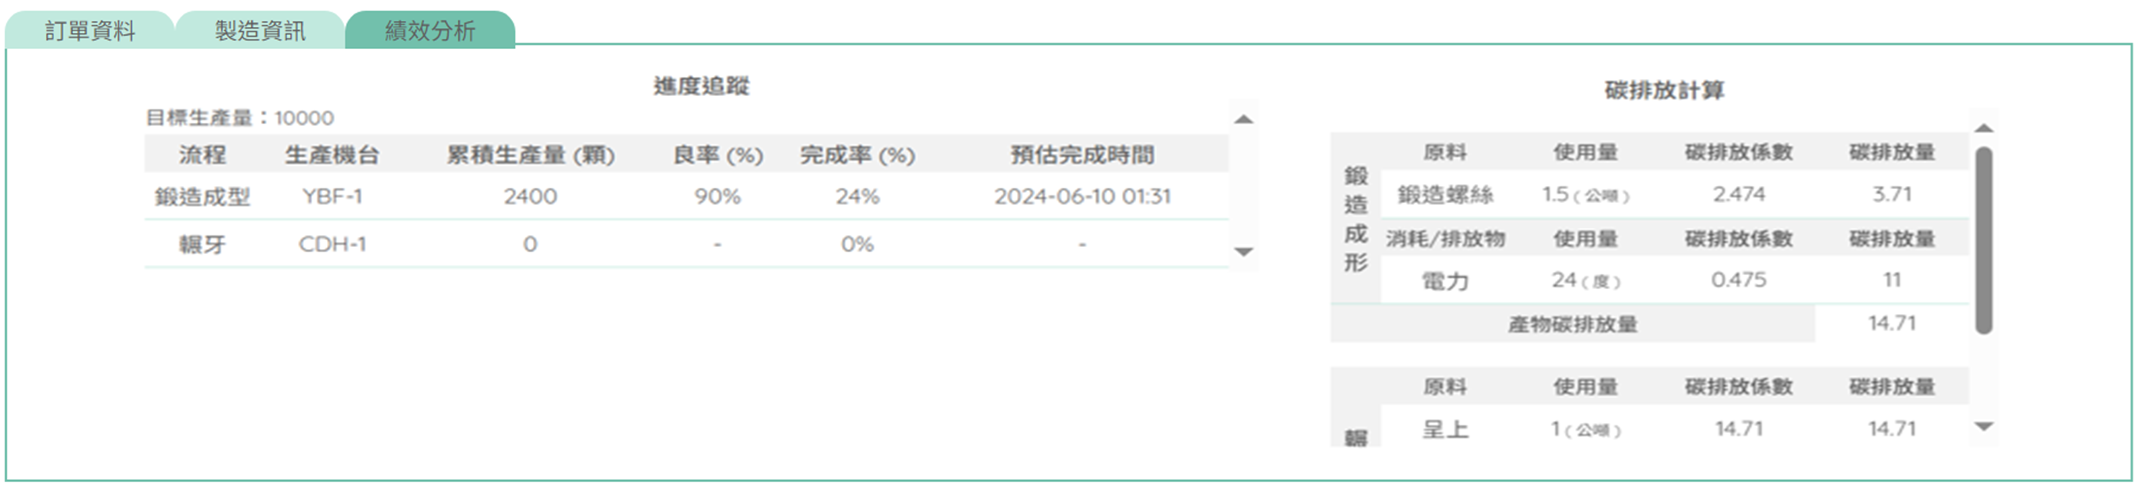 訂單資料 製造資訊 績效分析
進度追蹤
目標生產量：10000
流程 生產機台 累積生產量 (顆) 良率 (%) 完成率 (%) 預估完成時間
鍛造成型 YBF-1 2400 90% 24% 2024-06-10 01:31
輾牙 CDH-1 0 - 0% -
碳排放計算
鍛造成形
原料 使用量 碳排放係數 碳排放量
鍛造螺絲 1.5 (公噸) 2.474 3.71
消耗/排放物 使用量 碳排放係數 碳排放量
電力 24 (度) 0.475 11
產物碳排放量 14.71
輾
原料 使用量 碳排放係數 碳排放量
呈上 1 (公噸) 14.71 14.71